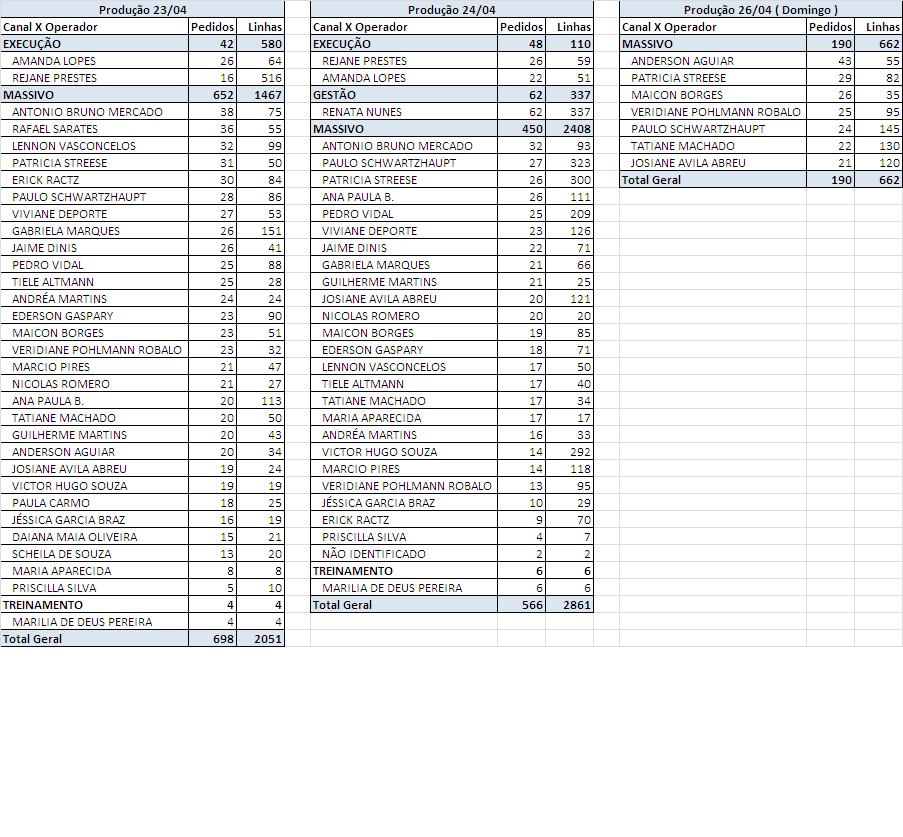 Produção 23/04
Canal X Operador Pedidos Linhas
EXECUÇÃO 42 580
AMANDA LOPES 26 64
REJANE PRESTES 16 516
MASSIVO 652 1467
ANTONIO BRUNO MERCADO 38 75
RAFAEL SARATES 36 55
LENNON VASCONCELOS 32 99
PATRICIA STREESE 31 50
ERICK RACTZ 30 84
PAULO SCHWARTZHAUPT 28 86
VIVIANE DEPORTE 27 53
GABRIELA MARQUES 26 151
JAIME DINIS 26 41
PEDRO VIDAL 25 88
TIELE ALTMANN 25 28
ANDRÉA MARTINS 24 24
EDERSON GASPARY 23 90
MAICON BORGES 23 51
VERIDIANE POHLMANN ROBALO 23 32
MARCIO PIRES 21 47
NICOLAS ROMERO 21 27
ANA PAULA B. 20 113
TATIANE MACHADO 20 50
GUILHERME MARTINS 20 43
ANDERSON AGUIAR 20 34
JOSIANE AVILA ABREU 19 24
VICTOR HUGO SOUZA 19 19
PAULA CARMO 18 25
JÉSSICA GARCIA BRAZ 16 19
DAIANA MAIA OLIVEIRA 15 21
SCHEILA DE SOUZA 13 20
MARIA APARECIDA 8 8
PRISCILLA SILVA 5 10
TREINAMENTO 4 4
MARILIA DE DEUS PEREIRA 4 4
Total Geral 698 2051
Produção 24/04
Canal X Operador Pedidos Linhas
EXECUÇÃO 48 110
REJANE PRESTES 26 59
AMANDA LOPES 22 51
GESTÃO 62 337
RENATA NUNES 62 337
MASSIVO 450 2408
ANTONIO BRUNO MERCADO 32 93
PAULO SCHWARTZHAUPT 27 323
PATRICIA STREESE 26 300
ANA PAULA B. 26 111
PEDRO VIDAL 25 209
VIVIANE DEPORTE 23 126
JAIME DINIS 22 71
GABRIELA MARQUES 21 66
GUILHERME MARTINS 21 25
JOSIANE AVILA ABREU 20 121
NICOLAS ROMERO 20 20
MAICON BORGES 19 85
EDERSON GASPARY 18 71
LENNON VASCONCELOS 17 50
TIELE ALTMANN 17 40
TATIANE MACHADO 17 34
MARIA APARECIDA 17 17
ANDRÉA MARTINS 16 33
VICTOR HUGO SOUZA 14 292
MARCIO PIRES 14 118
VERIDIANE POHLMANN ROBALO 13 95
JÉSSICA GARCIA BRAZ 10 29
ERICK RACTZ 9 70
PRISCILLA SILVA 4 7
NÃO IDENTIFICADO 2 2
TREINAMENTO 6 6
MARILIA DE DEUS PEREIRA 6 6
Total Geral 566 2861
Produção 26/04 ( Domingo )
Canal X Operador Pedidos Linhas
MASSIVO 190 662
ANDERSON AGUIAR 43 55
PATRICIA STREESE 29 82
MAICON BORGES 26 35
VERIDIANE POHLMANN ROBALO 25 95
PAULO SCHWARTZHAUPT 24 145
TATIANE MACHADO 22 130
JOSIANE AVILA ABREU 21 120
Total Geral 190 662